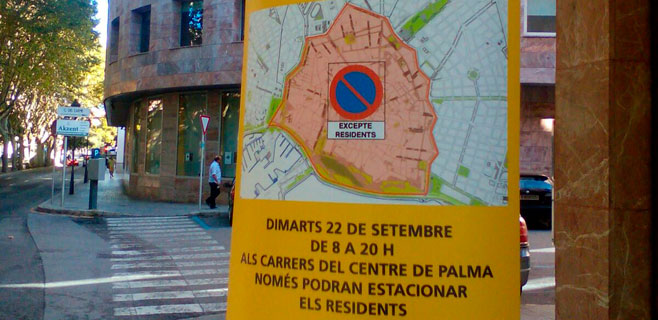 Akzent
EXCEPTE
RESIDENTS
DIMARTS 22 DE SETEMBRE
DE 8 A 20 H
ALS CARRERS DEL CENTRE DE PALMA
NOMÉS PODRAN ESTACIONAR
ELS RESIDENTS